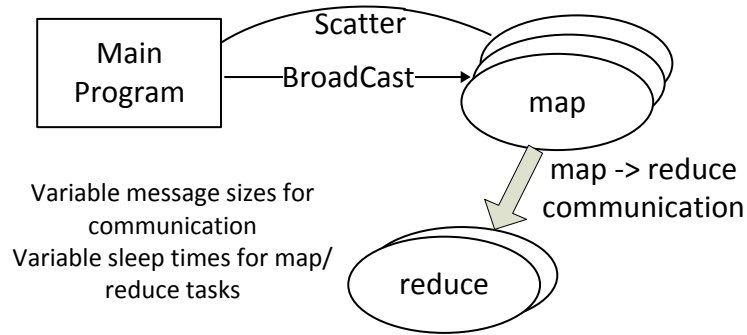 Scatter
Main
Program
BroadCast
map
map -> reduce
communication
Variable message sizes for
communication
Variable sleep times for map/
reduce tasks
reduce